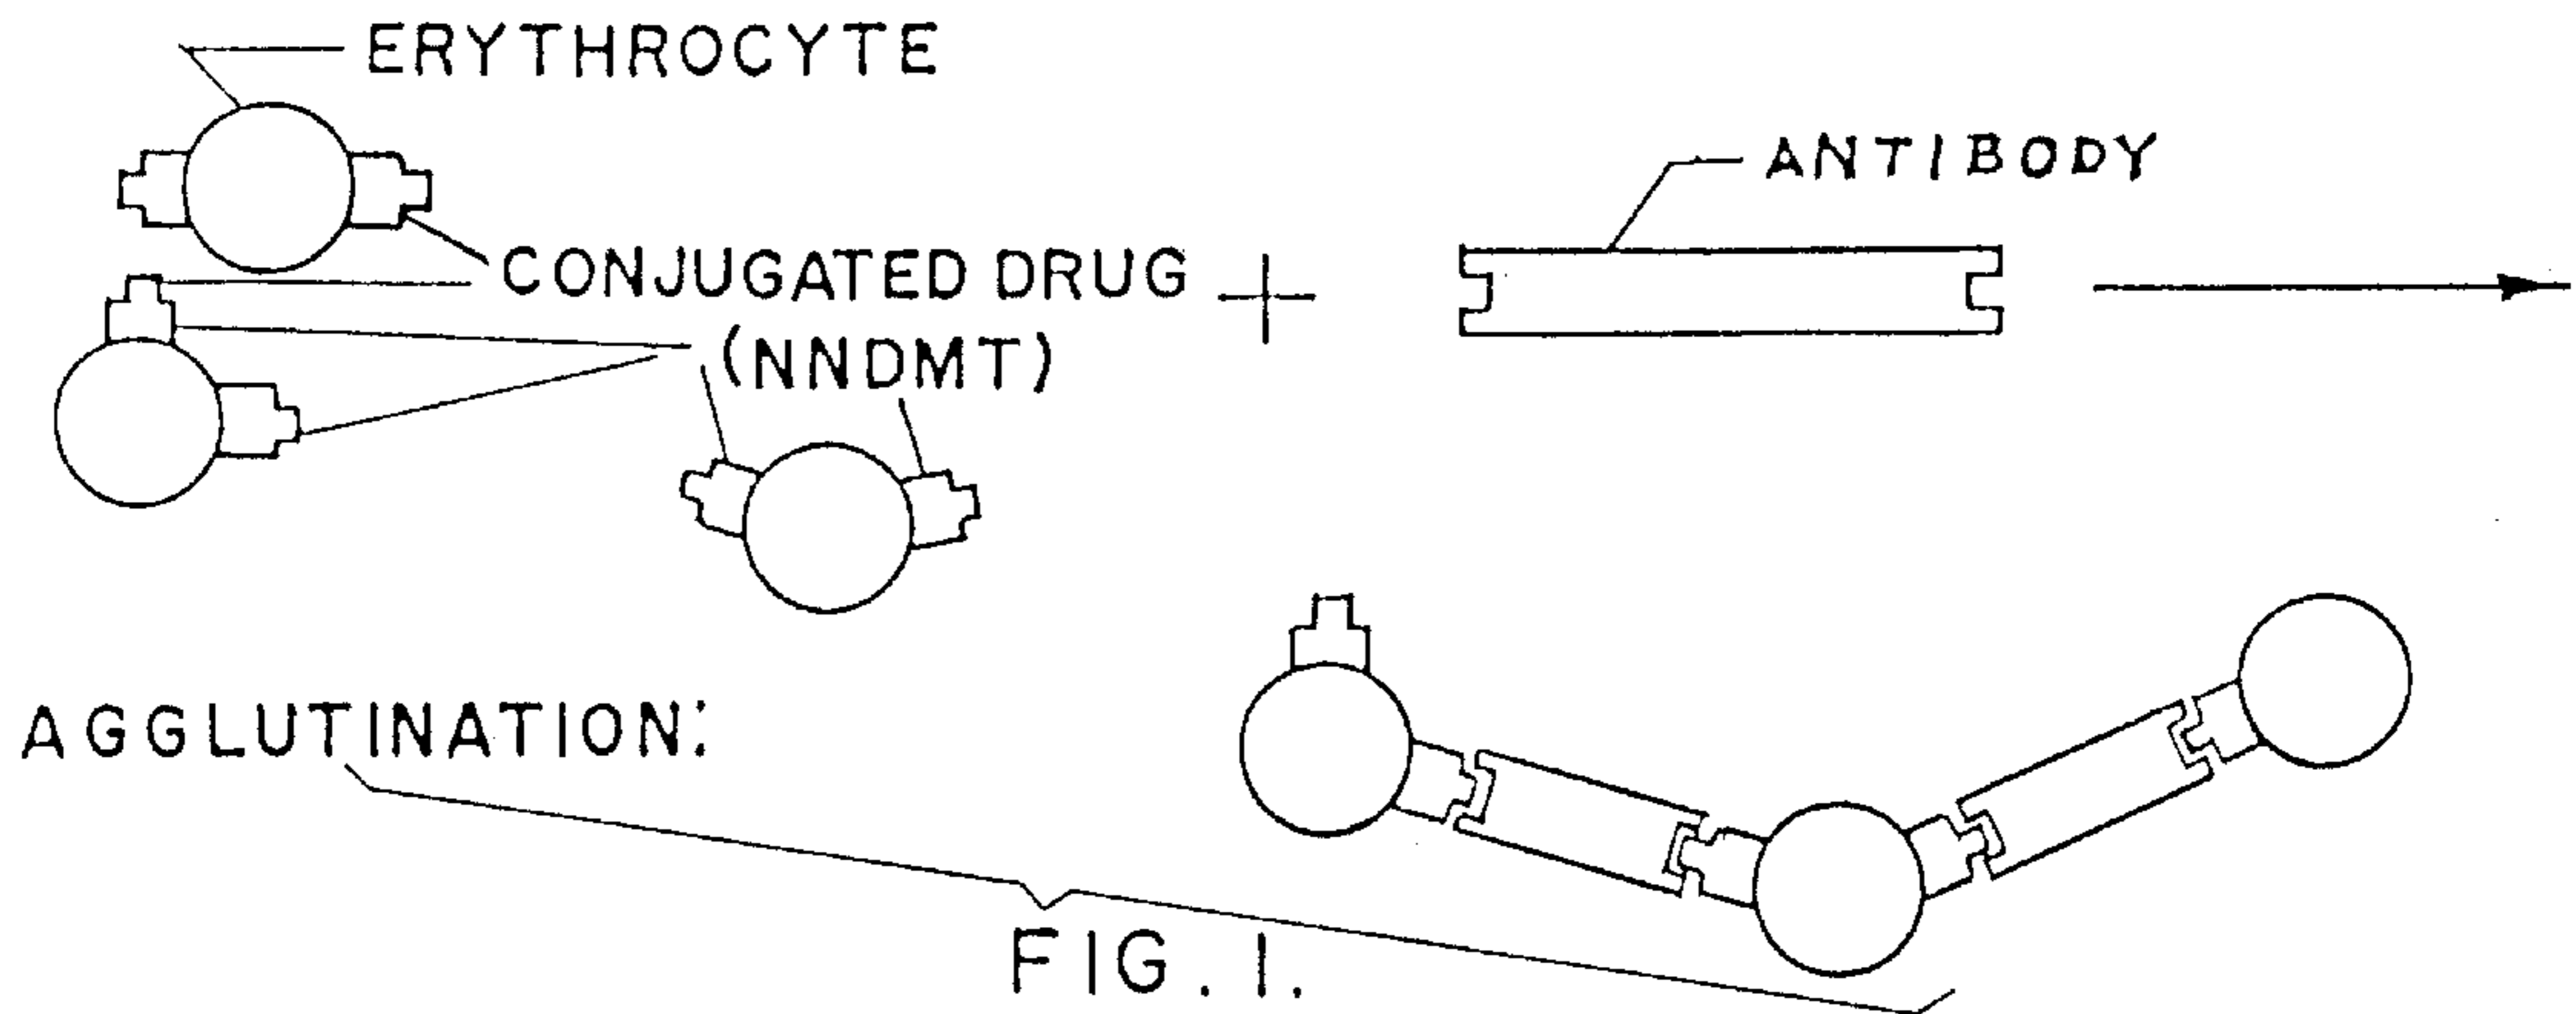 ERYTHROCYTE
ANTIBODY
CONJUGATED DRUG +
(NNDMT)
AGGLUTINATION:
FIG. 1.